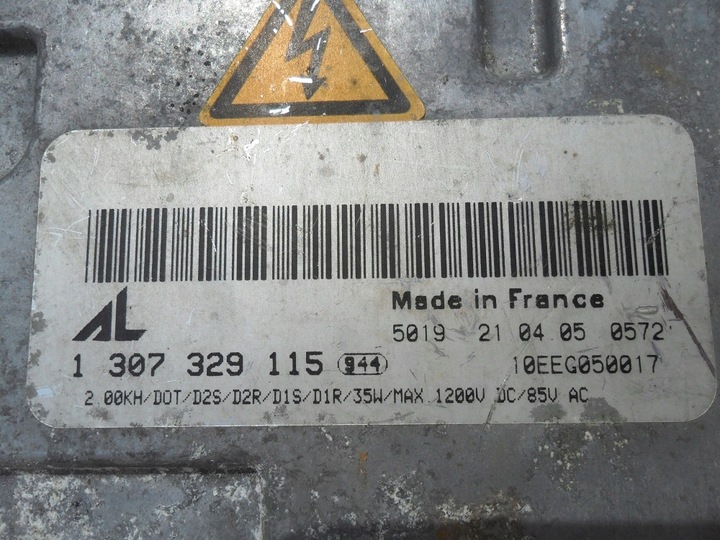 Made in France
AL
5019 21 04 05 0572
1 307 329 115 944 10EEG050017
2.00KH/DOT/D2S/D2R/D1S/D1R/35W/MAX 1200V DC/85V AC